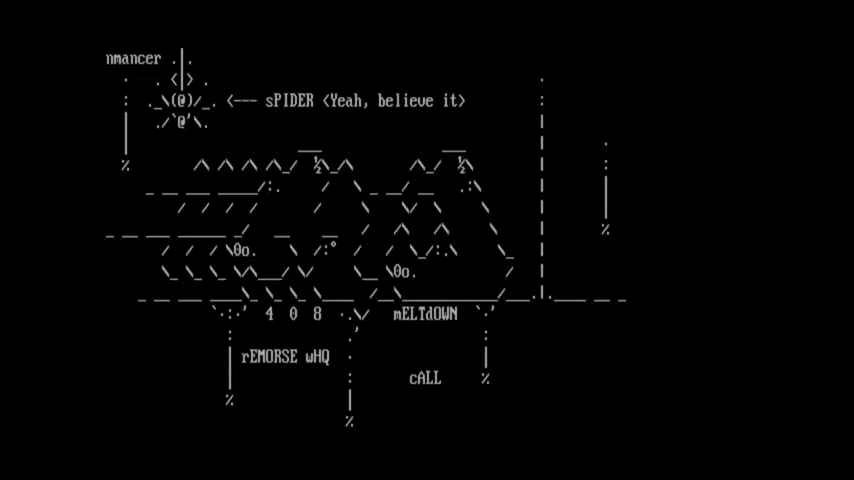 nmancer
<--- sPIDER <Yeah, believe it>
4 0 8 mELTdOWN
rEMORSE wHQ
cALL